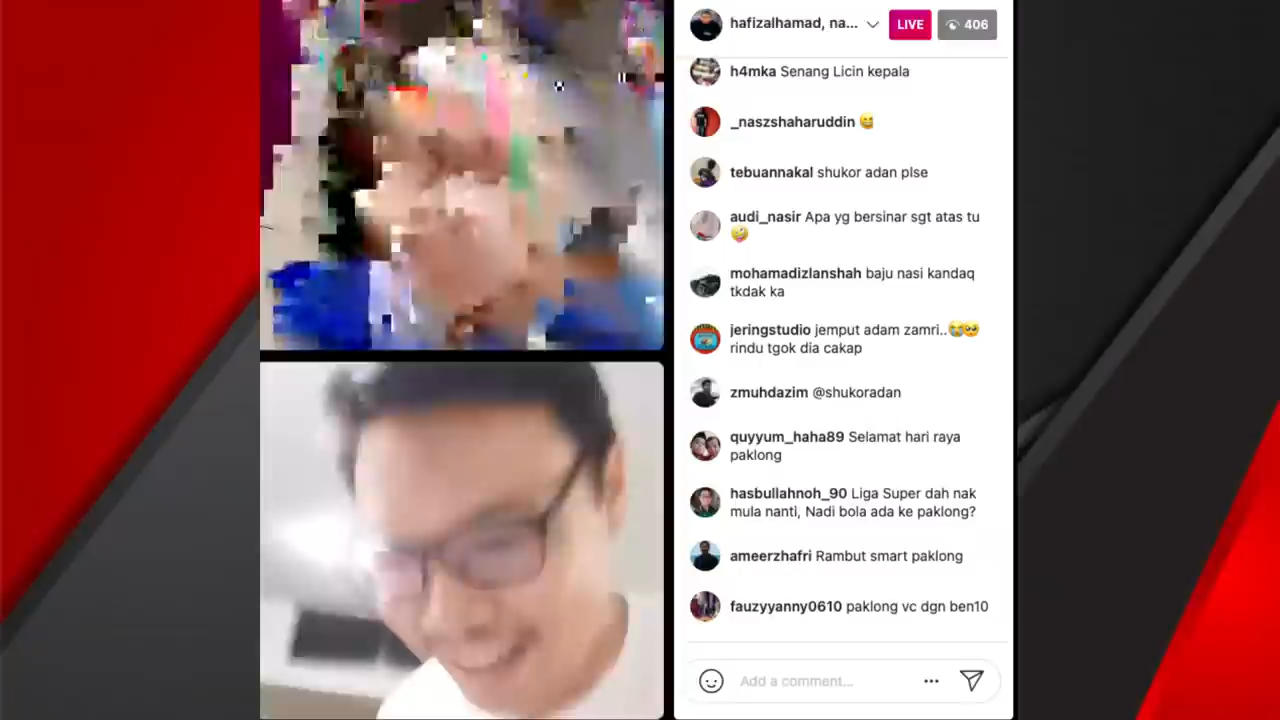 hafizalhamad, na...
LIVE
406
h4mka Senang Licin kepala
_naszshaharuddin 😅
tebuannakal shukor adan plse
audi_nasir Apa yg bersinar sgt atas tu
🤪
mohamadizlanshah baju nasi kandaq
tkdak ka
jeringstudio jemput adam zamri..😭🥺
rindu tgok dia cakap
zmuhdazim @shukoradan
quyyum_haha89 Selamat hari raya
paklong
hasbullahnoh_90 Liga Super dah nak
mula nanti, Nadi bola ada ke paklong?
ameerzhafri Rambut smart paklong
fauzyyanny0610 paklong vc dgn ben10
Add a comment...